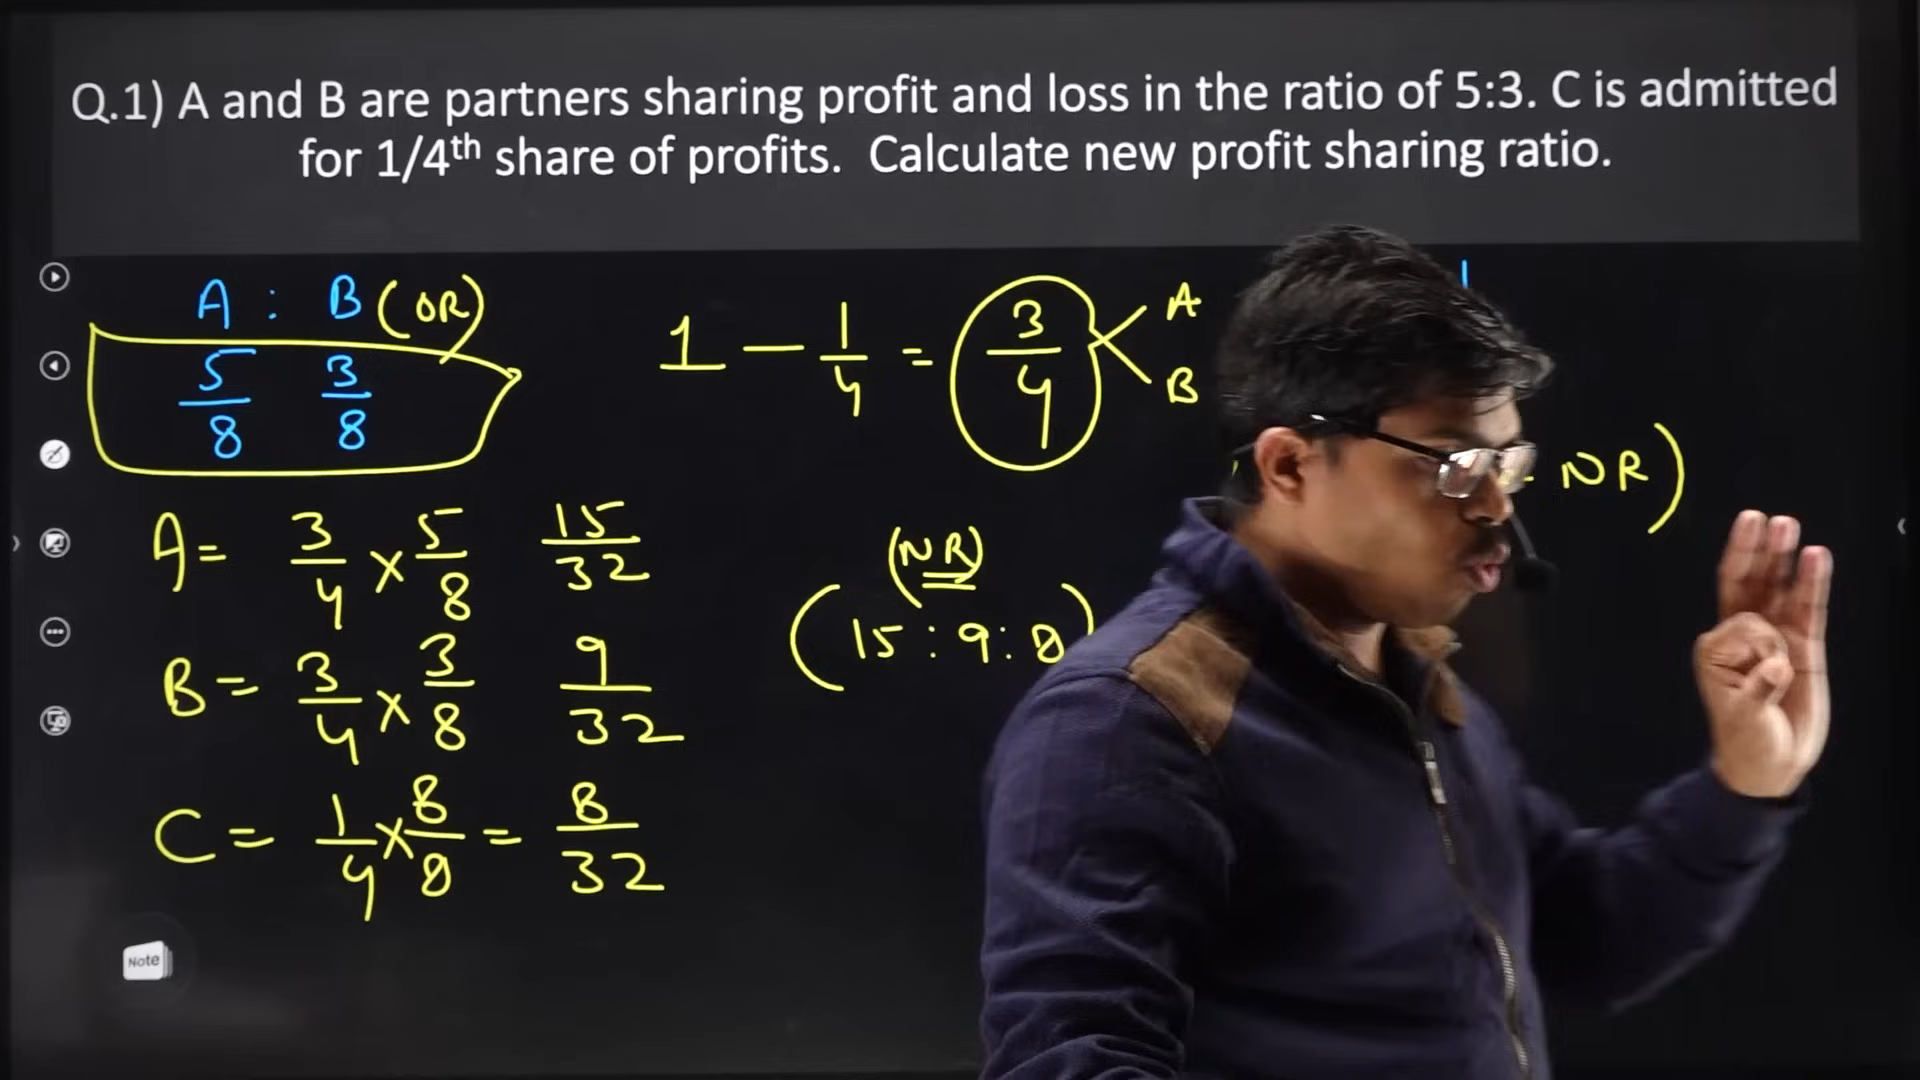 Q.1) A and B are partners sharing profit and loss in the ratio of 5:3. C is admitted
for 1/4th share of profits. Calculate new profit sharing ratio.
A : B (OR)
5/8 3/8
1 - 1/4 = 3/4 A
B
NR)
A = 3/4 × 5/8 15/32
(NR)
(15 : 9 : 8)
B = 3/4 × 3/8 9/32
C = 1/4 × 8/8 = 8/32
Note